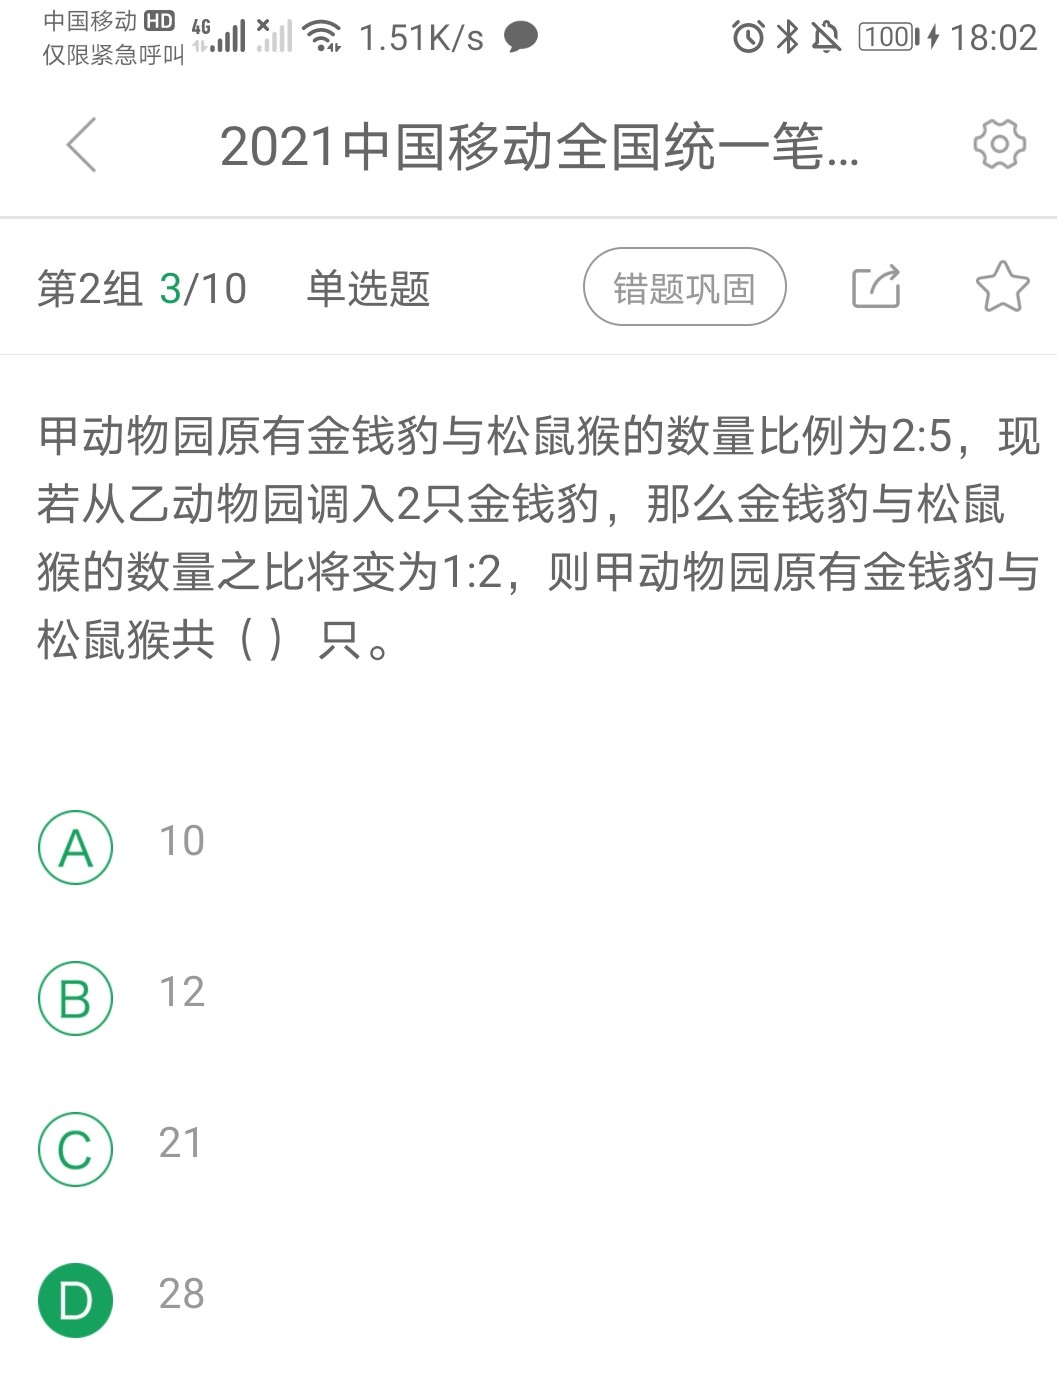 中国移动 HD 4G 1.51K/s 100 18:02
仅限紧急呼叫
2021中国移动全国统一笔...
第2组 3/10 单选题 错题巩固
甲动物园原有金钱豹与松鼠猴的数量比例为2:5，现
若从乙动物园调入2只金钱豹，那么金钱豹与松鼠
猴的数量之比将变为1:2，则甲动物园原有金钱豹与
松鼠猴共（ ） 只。
A 10
B 12
C 21
D 28